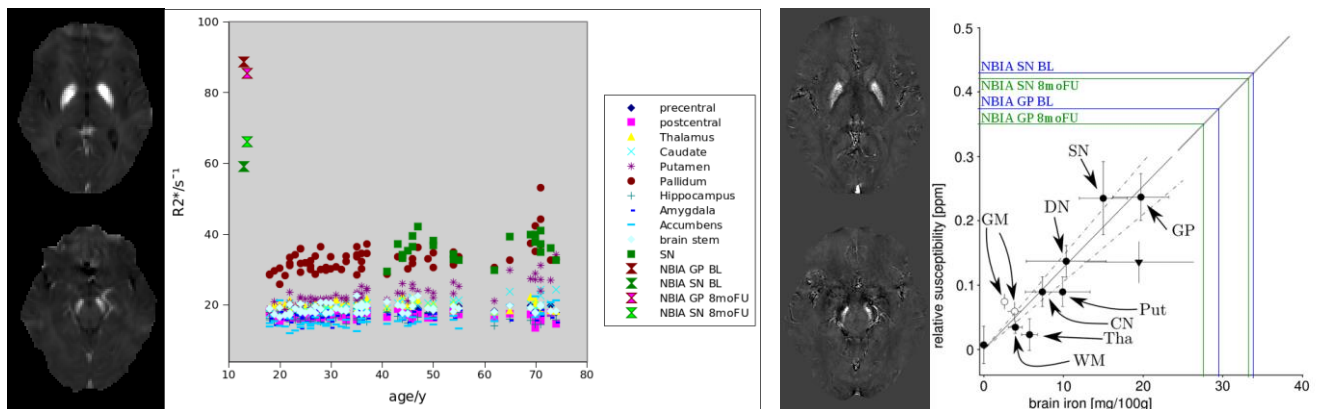 100
80
60
40
20
R2*/s⁻¹
10
20
30
40
50
60
70
80
age/y
precentral
postcentral
Thalamus
Caudate
Putamen
Pallidum
Hippocampus
Amygdala
Accumbens
brain stem
SN
NBIA GP BL
NBIA SN BL
NBIA GP 8moFU
NBIA SN 8moFU
0.5
0.4
0.3
0.2
0.1
0
relative susceptibility [ppm]
NBIA SN BL
NBIA SN 8moFU
NBIA GP BL
NBIA GP 8moFU
SN
DN
GM
GP
Put
CN
Tha
WM
0
10
20
30
40
brain iron [mg/100g]